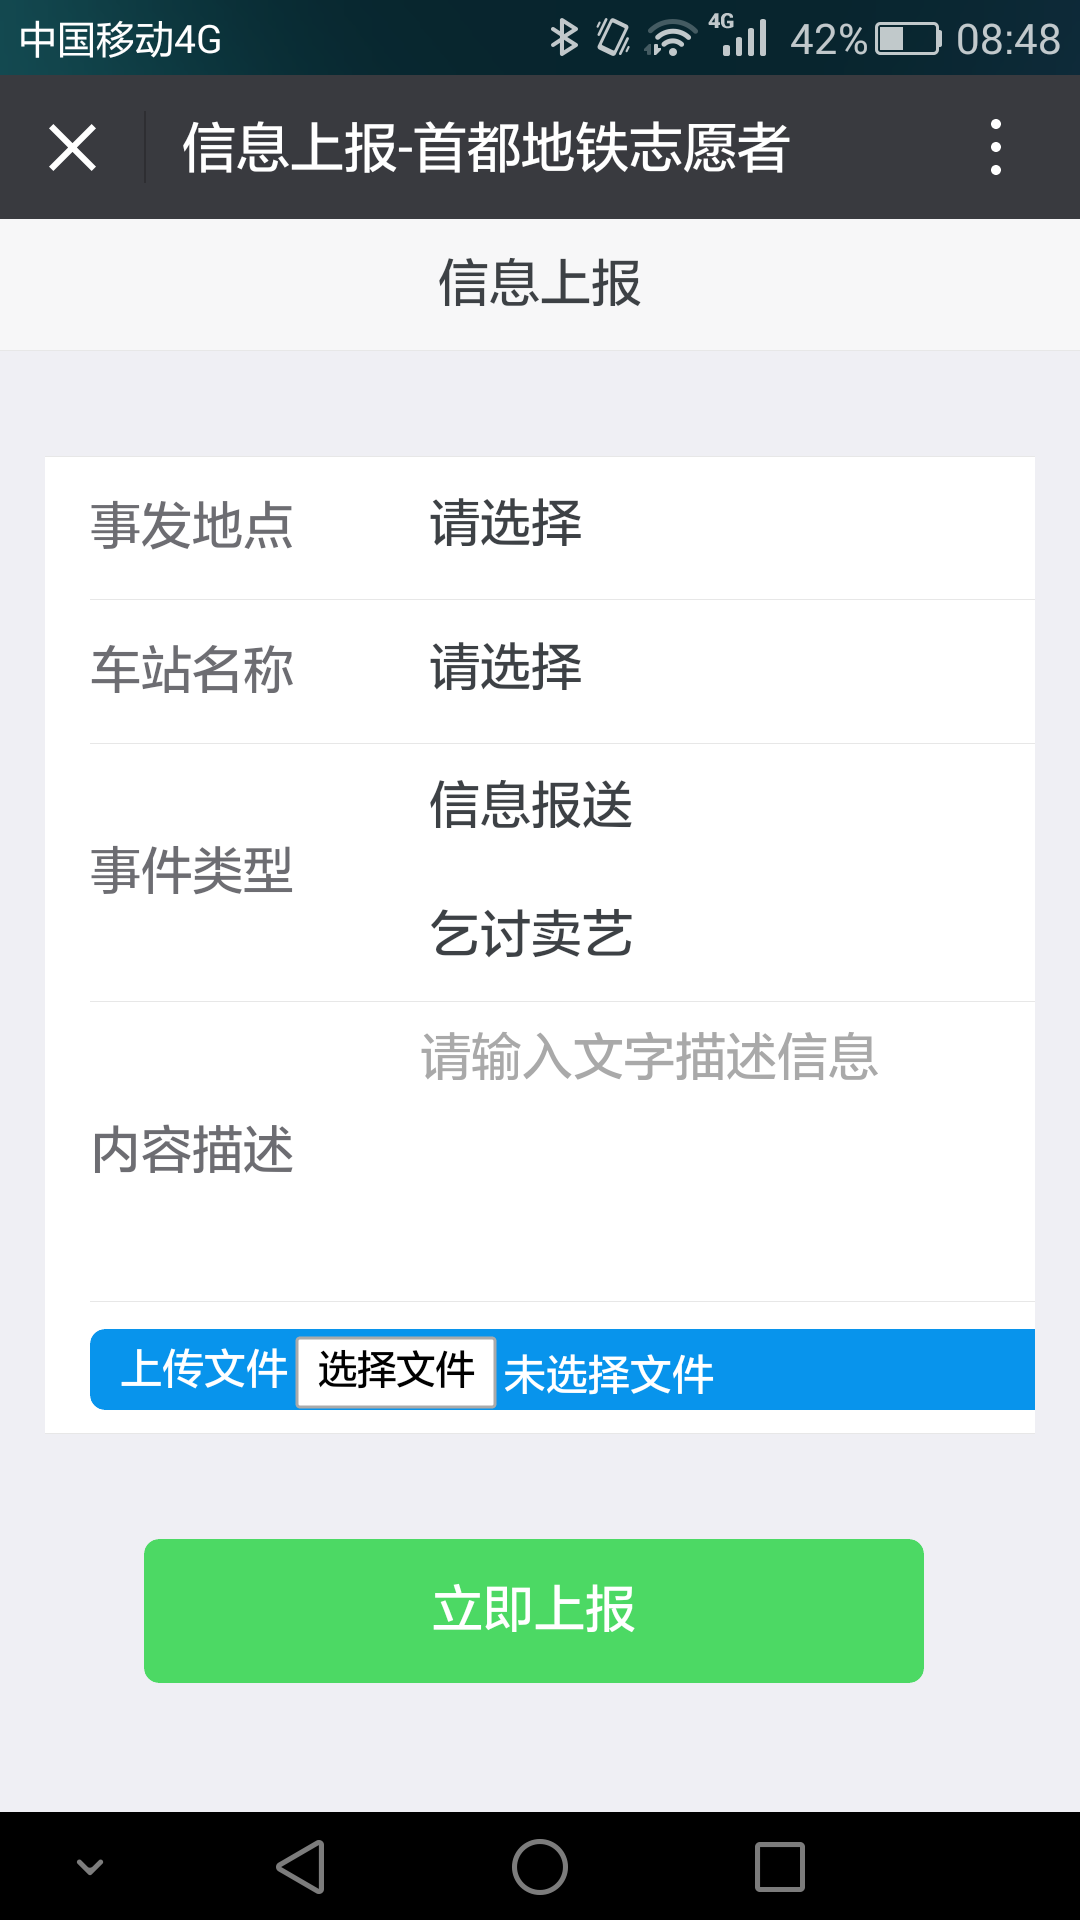 中国移动4G 4G 42% 08:48
信息上报-首都地铁志愿者
信息上报
事发地点 请选择
车站名称 请选择
信息报送
事件类型
乞讨卖艺
请输入文字描述信息
内容描述
上传文件 选择文件 未选择文件
立即上报